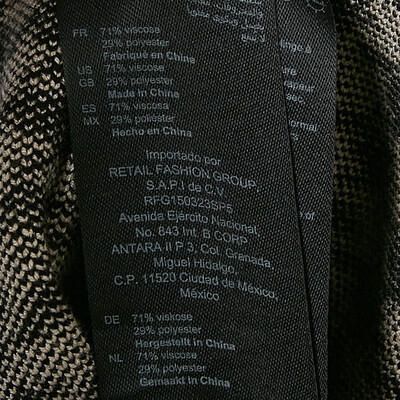 FR 71% viscose
29% polyester
Fabriqué en China
US 71% viscose
GB 29% polyester
Made in China
ES 71% viscosa
MX 29% poliéster
Hecho en China
Importado por
RETAIL FASHION GROUP,
S.A.P.I de C.V.
RFG150323SP5
Avenida Ejército Nacional,
No. 843 Int. B CORP
ANTARA II P 3, Col. Granada,
Miguel Hidalgo,
C.P. 11520 Ciudad de México,
México
DE 71% viskose
29% polyester
Hergestellt in China
NL 71% viscose
29% polyester
Gemaakt in China